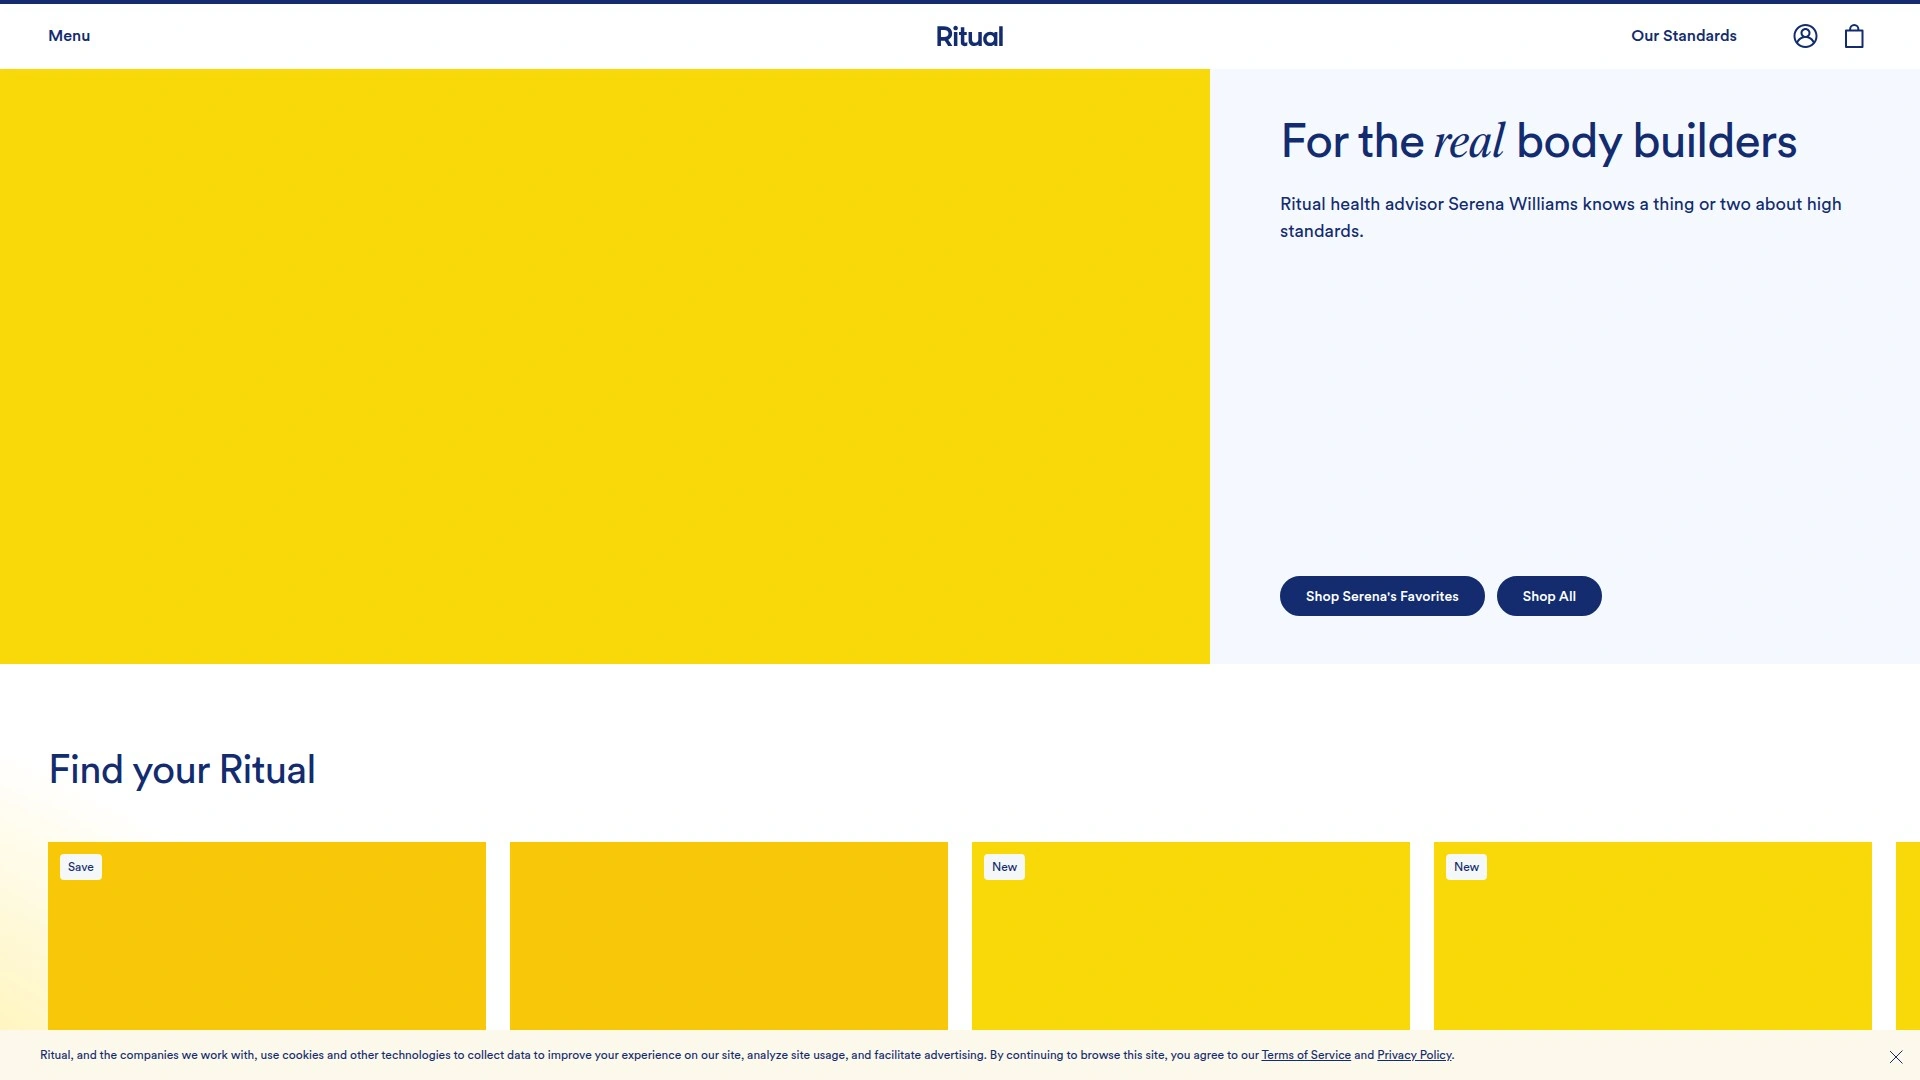 Menu
Ritual
Our Standards
For the real body builders
Ritual health advisor Serena Williams knows a thing or two about high
standards.
Shop Serena's Favorites
Shop All
Find your Ritual
Save
New
New
Ritual, and the companies we work with, use cookies and other technologies to collect data to improve your experience on our site, analyze site usage, and facilitate advertising. By continuing to browse this site, you agree to our Terms of Service and Privacy Policy.